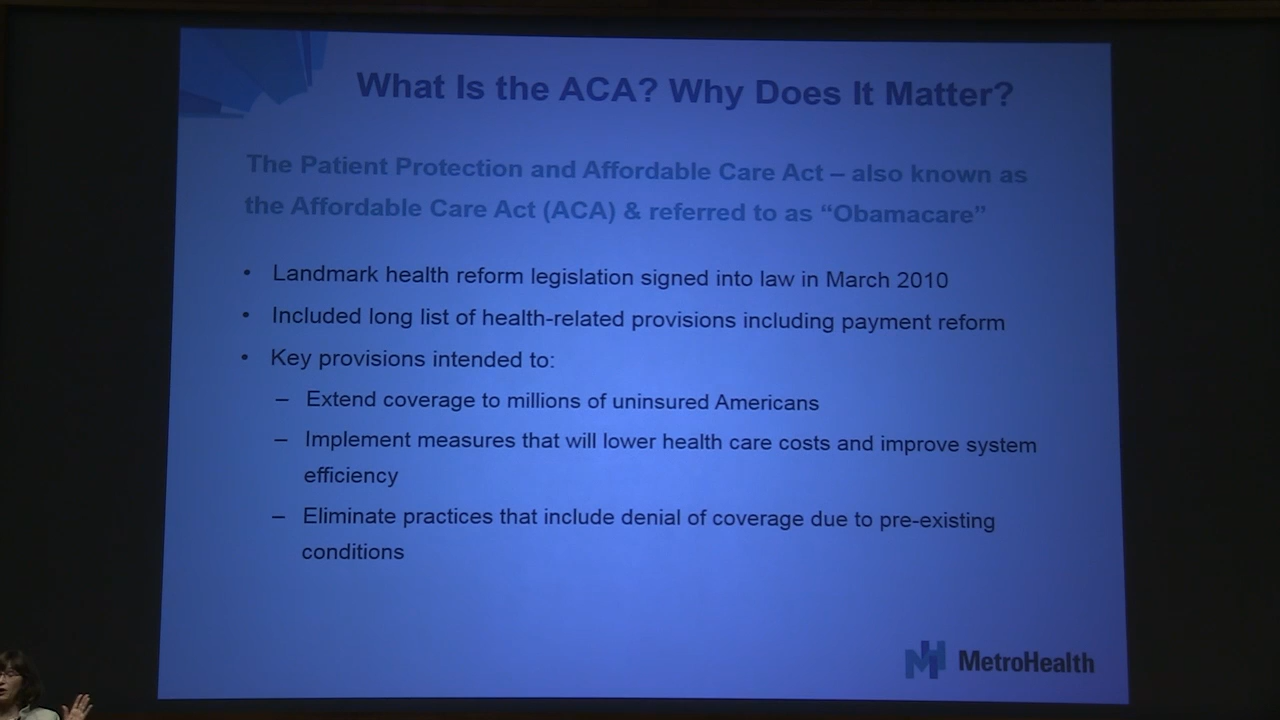 What Is the ACA? Why Does It Matter?
The Patient Protection and Affordable Care Act – also known as
the Affordable Care Act (ACA) & referred to as “Obamacare”
• Landmark health reform legislation signed into law in March 2010
• Included long list of health-related provisions including payment reform
• Key provisions intended to:
– Extend coverage to millions of uninsured Americans
– Implement measures that will lower health care costs and improve system
efficiency
– Eliminate practices that include denial of coverage due to pre-existing
conditions
MetroHealth